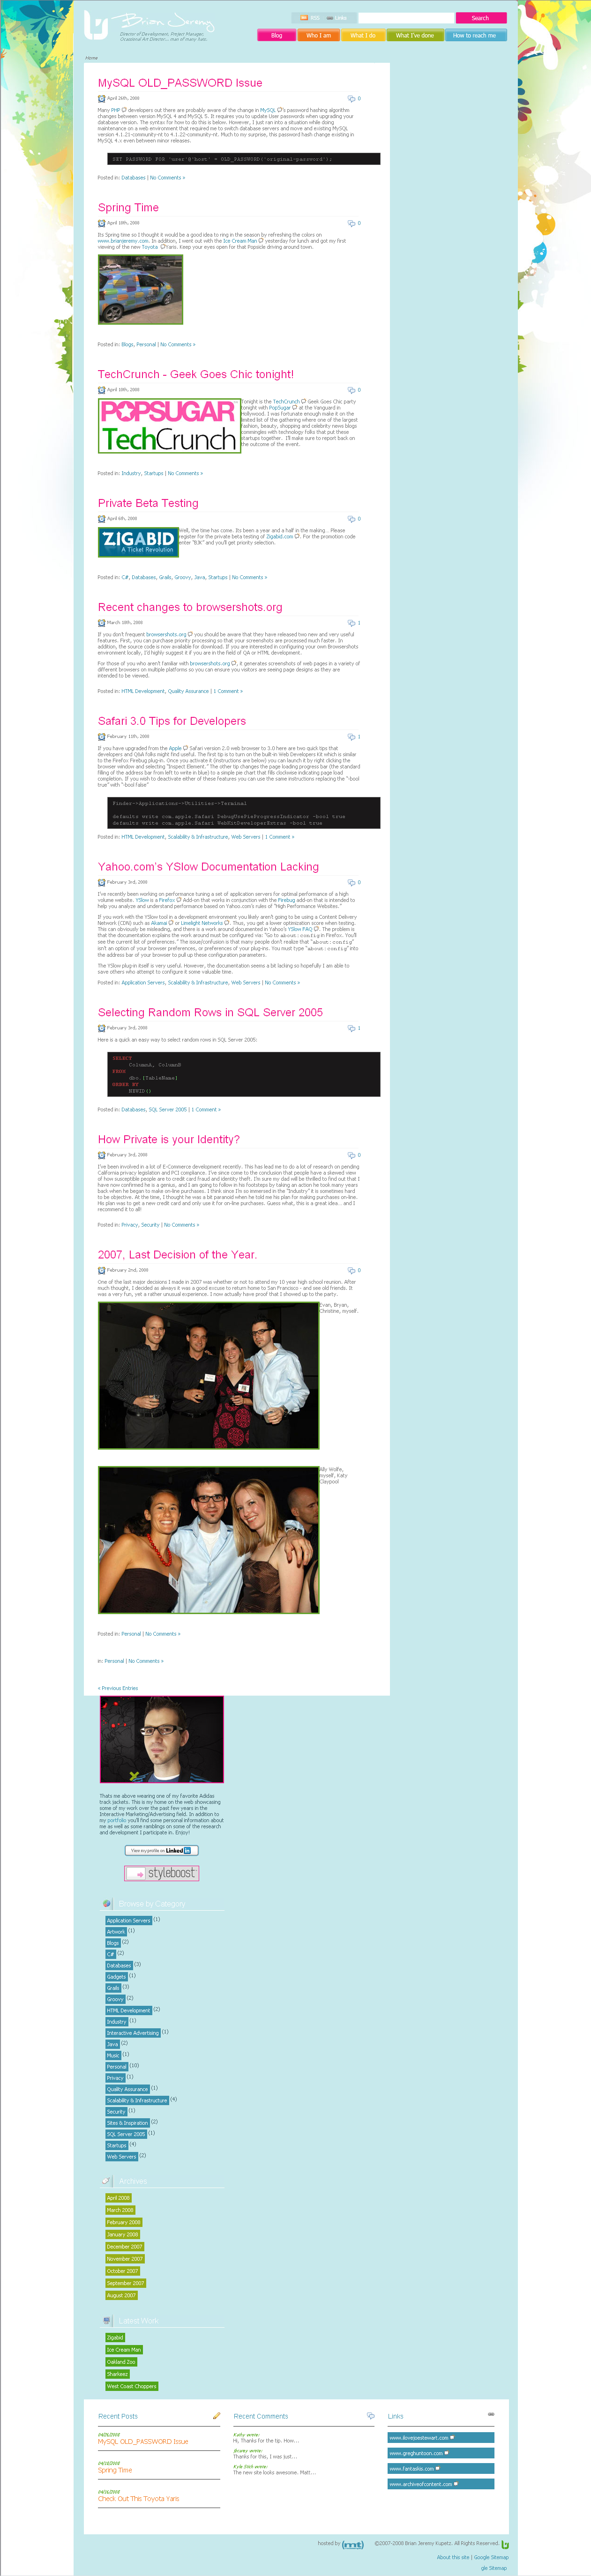 Brian Jeremy
Director of Development, Project Manager,
Occasional Art Director,... man of many hats.
RSS
Links
Search
Blog
Who I am
What I do
What I've done
How to reach me
Home
MySQL OLD_PASSWORD Issue
April 26th, 2008
0
Many PHP developers out there are probably aware of the change in MySQL's password hashing algorithm
changes between version MySQL 4 and MySQL 5. It requires you to update User passwords when upgrading your
database version. The syntax on how to do this is below. However, I just ran into a situation while doing
maintenance on a web environment that required me to switch database servers and move and existing MySQL
version 4.1.21-community-nt to 4.1.22-community-nt. Much to my surprise, this password hash change existing in
MySQL 4.x even between minor releases.
SET PASSWORD FOR 'user'@'host' = OLD_PASSWORD('original-password');
Posted in: Databases | No Comments »
Spring Time
April 18th, 2008
0
Its Spring time so I thought it would be a good idea to ring in the season by refreshing the colors on
www.brianjeremy.com. In addition, I went out with the Ice Cream Man yesterday for lunch and got my first
viewing of the new Toyota Yaris. Keep your eyes open for that Popsicle driving around town.
Posted in: Blogs, Personal | No Comments »
TechCrunch - Geek Goes Chic tonight!
April 10th, 2008
0
POPSUGAR
TechCrunch
Tonight is the TechCrunch Geek Goes Chic party
tonight with PopSugar at the Vanguard in
Hollywood. I was fortunate enough make it on the
invited list of the gathering where one of the largest
fashion, beauty, shopping and celebrity news blogs
commingles with technology folks that put these
startups together. I'll make sure to report back on
the outcome of the event.
Posted in: Industry, Startups | No Comments »
Private Beta Testing
April 6th, 2008
0
ZIGABID
A Ticket Revolution
Well, the time has come. Its been a year and a half in the making... Please
register for the private beta testing of Zigabid.com. For the promotion code
enter "BJK" and you'll get priority selection.
Posted in: C#, Databases, Grails, Groovy, Java, Startups | No Comments »
Recent changes to browsershots.org
March 18th, 2008
1
If you don't frequent browsershots.org you should be aware that they have released two new and very useful
features. First, you can purchase priority processing so that your screenshots are processed faster. In
addition, the source code is now available for download. If you an Interested downloading or viewing the source
code of browsershots.org, I'd highly suggest it if you are in the field of QA or HTML development.
For those of you who aren't familiar with browsershots.org, it generates screenshots of web pages in a variety of
different browsers on multiple platforms so you can ensure you visitors are seeing page designs as they are
intended to be viewed.
Posted in: HTML Development, Quality Assurance | 1 Comment »
Safari 3.0 Tips for Developers
February 11th, 2008
1
If you have upgraded from the Apple Safari version 2.0 web browser to 3.0 here are two quick tips that
developers and Q&A folks might find useful. The first tip is to turn on the built-in Web Developers Kit which is similar
to the Firefox Firebug plug-in. Once you activate it (instructions below) you can launch it by right clicking
anywhere in your browser and selecting "Inspect Element." The other tip changes the page loading progress bar (the standard
filling of the address bar from left to write in blue) to a simple pie chart that fills clockwise indicating page load
completion. If you wish to deactivate either of these features you can use the same instructions replacing the "-bool
true" with "-bool false"
Finder->Applications->Utilities->Terminal
defaults write com.apple.Safari DebugUsePieProgressIndicator -bool true
defaults write com.apple.Safari WebKitDeveloperExtras -bool true
Posted in: HTML Development, Scalability & Infrastructure, Web Servers | 1 Comment »
Yahoo.com's YSlow Documentation Lacking
February 3rd, 2008
0
I've recently been working on performance tuning a set of application servers for optimal performance of a high
volume website. YSlow is a Firefox Add-on that works in conjunction with the Firebug add-on that is intended to
help you analyze and understand performance issues based on Yahoo.com's rules of "High Performance Websites."
If you work with the YSlow tool in a development environment you likely aren't going to be using a Content Delivery
Network (CDN) such as Akamai or Limelight Networks. Thus, you get a lower optimization score when testing.
This can obviously be misleading, and there is a work around documented in Yahoo's YSlow FAQ. The problem is
that the explanation of where this work around must be configured via: "Go to about:config in Firefox. You'll
see the current list of preferences." The issue/confusion is that many people don't realize that "about:config"
isn't an option of your browser preferences, or preferences of your plug-in. You must type "about:config" into
the address bar of your browser to pull up those configuration parameters.
The YSlow plug-in itself is very useful. However, the documentation seems a bit lacking so hopefully I am able to
save others who attempt to configure it some valuable time.
Posted in: Application Servers, Scalability & Infrastructure, Web Servers | No Comments »
Selecting Random Rows in SQL Server 2005
February 3rd, 2008
1
Here is a quick an easy way to select random rows in SQL Server 2005:
SELECT
ColumnA, ColumnB
FROM
dbo.[TableName]
ORDER BY
NEWID()
Posted in: Databases, SQL Server 2005 | 1 Comment »
How Private is your Identity?
February 3rd, 2008
0
I've been involved in a lot of E-Commerce development recently. This has lead me to do a lot of research on pending
California privacy legislation and PCI compliance. I've since come to the conclusion that people have a skewed view
of how susceptible people are to credit card fraud and identity theft. I'm sure my dad will be thrilled to find out that I
have now confirmed he is a genius, and I am going to follow in his footsteps by taking an action he took many years
back when he began to make on-line purchases. I think since I'm so immersed in the "Industry" it is sometimes hard
to be objective. At the time, I thought he was a bit paranoid when he told me his plan for making purchases on-line.
His plan was to get a new credit card and only use it for on-line purchases. Guess what, this is a great idea... and I
recommend it to all!
Posted in: Privacy, Security | No Comments »
2007, Last Decision of the Year.
February 2nd, 2008
0
One of the last major decisions I made in 2007 was whether or not to attend my 10 year high school reunion. After
much thought, I decided as always it was a good excuse to return home to San Francisco - and see old friends. It
was a very fun, yet a rather unusual experience. I now actually have proof that I showed up to the party.
Evan, Bryan,
Christine, myself.
Ally Wolfe,
myself, Katy
Claypool
Posted in: Personal | No Comments »
in: Personal | No Comments »
« Previous Entries
Thats me above wearing one of my favorite Adidas
track jackets. This is my home on the web showcasing
some of my work over the past few years in the
Interactive Marketing/Advertising field. In addition to
my portfolio you'll find some personal information about
me as well as some ramblings on some of the research
and development I participate in. Enjoy!
View my profile on Linked in
styleboost
Browse by Category
Application Servers (1)
Artwork (1)
Blogs (2)
C# (2)
Databases (3)
Gadgets (1)
Grails (3)
Groovy (2)
HTML Development (2)
Industry (1)
Interactive Advertising (1)
Java (2)
Music (1)
Personal (10)
Privacy (1)
Quality Assurance (1)
Scalability & Infrastructure (4)
Security (1)
Sites & Inspiration (2)
SQL Server 2005 (1)
Startups (4)
Web Servers (2)
Archives
April 2008
March 2008
February 2008
January 2008
December 2007
November 2007
October 2007
September 2007
August 2007
Latest Work
Zigabid
Ice Cream Man
Oakland Zoo
Sharkeez
West Coast Choppers
Recent Posts
MySQL OLD_PASSWORD Issue
Spring Time
Check Out This Toyota Yaris
Recent Comments
Katy wrote:
Hi, Thanks for the tip. How...
wrote:
Thanks for this, I was just...
wrote:
The new site looks awesome. Matt...
Links
www.ilovejoestewart.com
www.greghuntoon.com
www.fantaskis.com
www.archiveofcontent.com
hosted by (mt)
©2007-2008 Brian Jeremy Kupetz. All Rights Reserved.
About this site | Google Sitemap
gle Sitemap